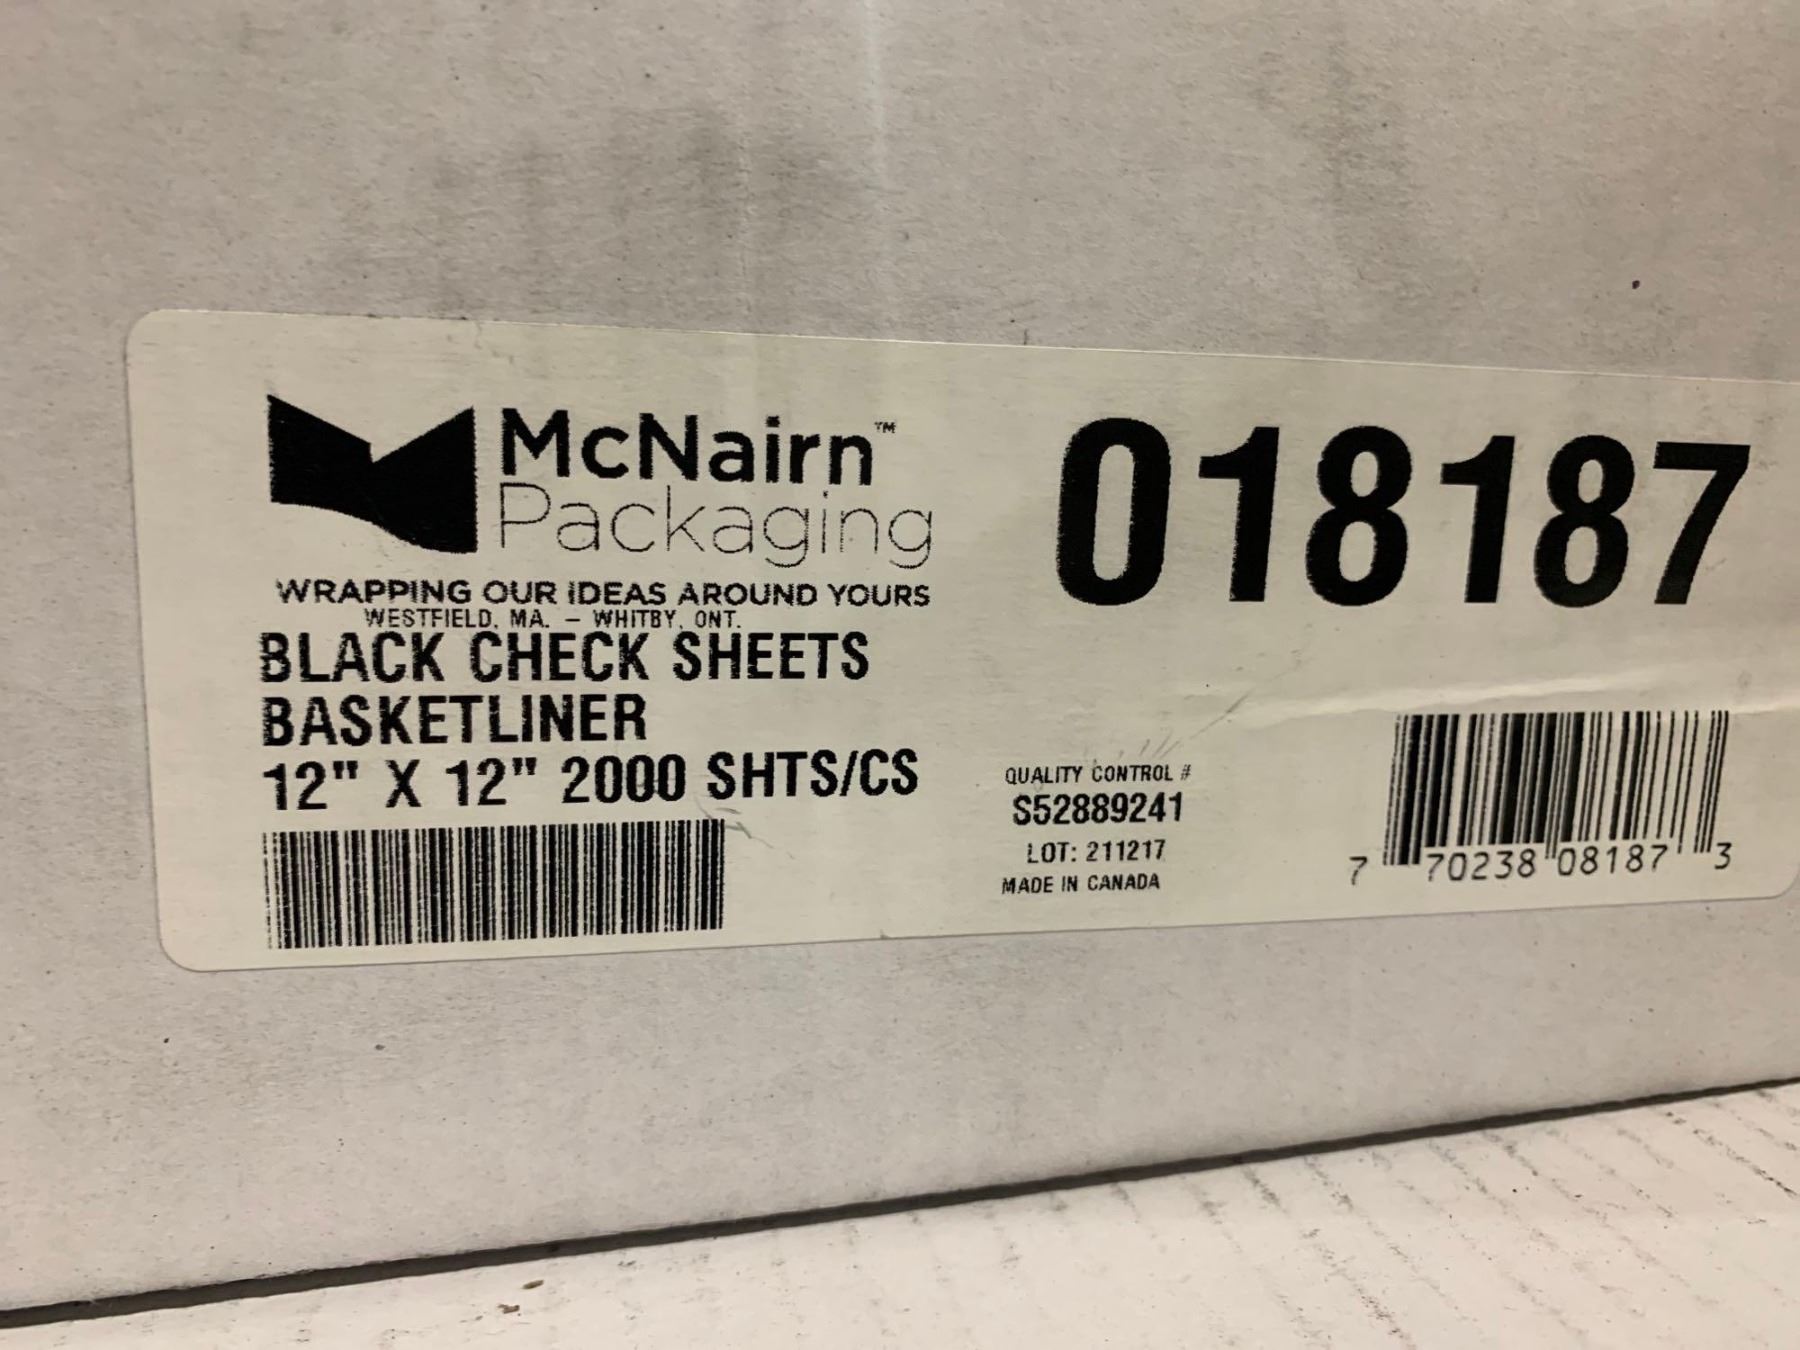 McNairn™
Packaging
WRAPPING OUR IDEAS AROUND YOURS
WESTFIELD, MA. – WHITBY, ONT.
BLACK CHECK SHEETS
BASKETLINER
12" X 12" 2000 SHTS/CS
018187
QUALITY CONTROL #
S52889241
LOT: 211217
MADE IN CANADA
7 70238 08187 3